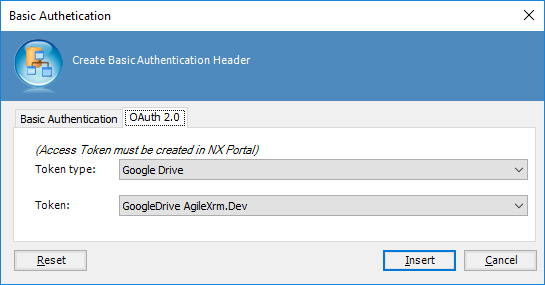 Basic Authetication
Create Basic Authentication Header
Basic Authentication OAuth 2.0
(Access Token must be created in NX Portal)
Token type: Google Drive
Token: GoogleDrive AgileXrm.Dev
Reset Insert Cancel